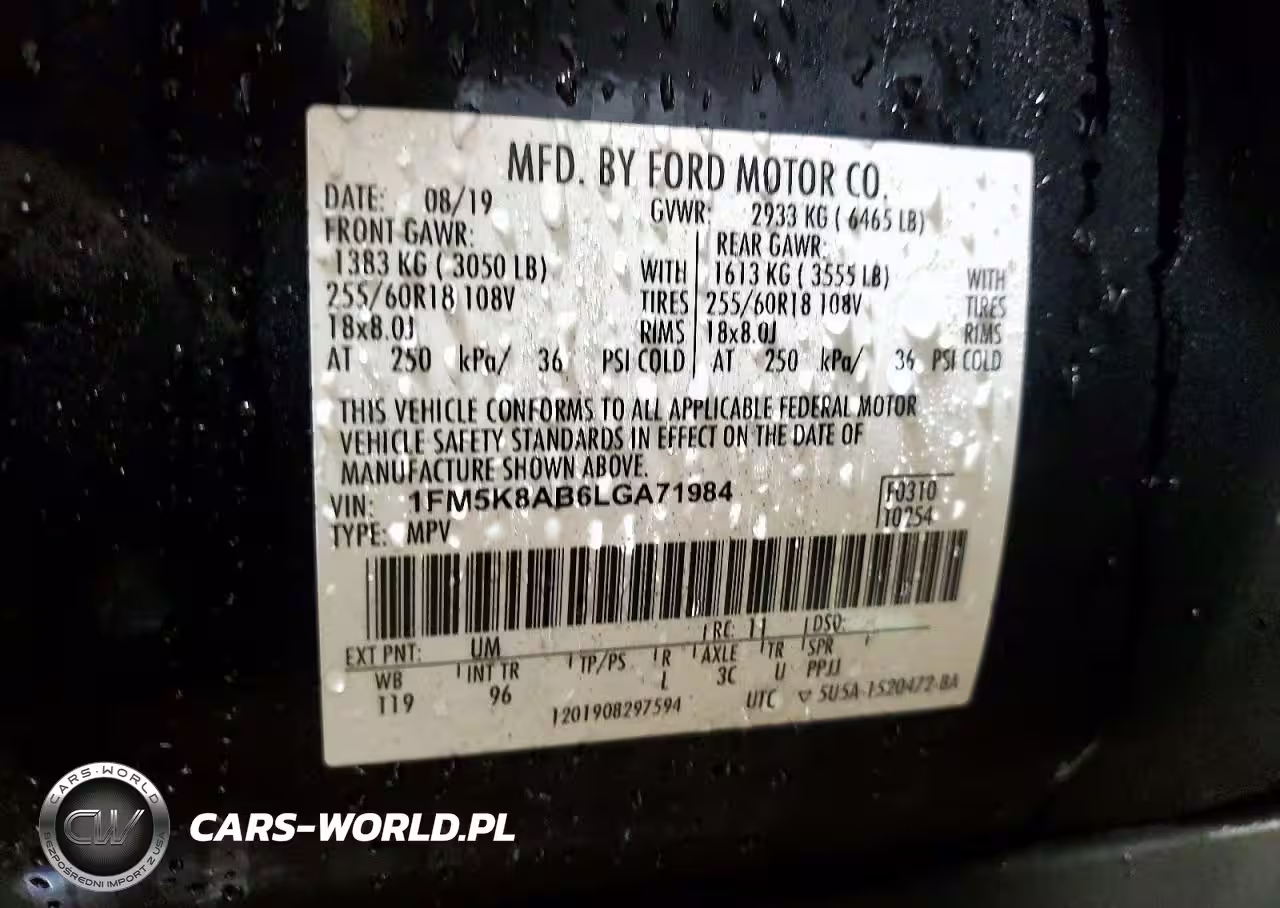 MFD. BY FORD MOTOR CO.
DATE: 08/19 GVWR: 2933 KG ( 6465 LB)
FRONT GAWR: REAR GAWR:
1383 KG ( 3050 LB) WITH 1613 KG ( 3555 LB) WITH
255/60R18 108V TIRES 255/60R18 108V TIRES
18x8.0J RIMS 18x8.0J RIMS
AT 250 kPa/ 36 PSI COLD AT 250 kPa/ 36 PSI COLD
THIS VEHICLE CONFORMS TO ALL APPLICABLE FEDERAL MOTOR
VEHICLE SAFETY STANDARDS IN EFFECT ON THE DATE OF
MANUFACTURE SHOWN ABOVE.
VIN: 1FM5K8AB6LGA71984 F0310
TYPE: MPV 10254
EXT PNT: UM RC: 11 DSO:
WB INT TR TP/PS R AXLE TR SPR
119 96 L 3C U PPJJ
1201908297594 UTC ▽ 5U5A-1520472-BA
CARS-WORLD
CW
BEZPOŚREDNI IMPORT Z USA
CARS-WORLD.PL